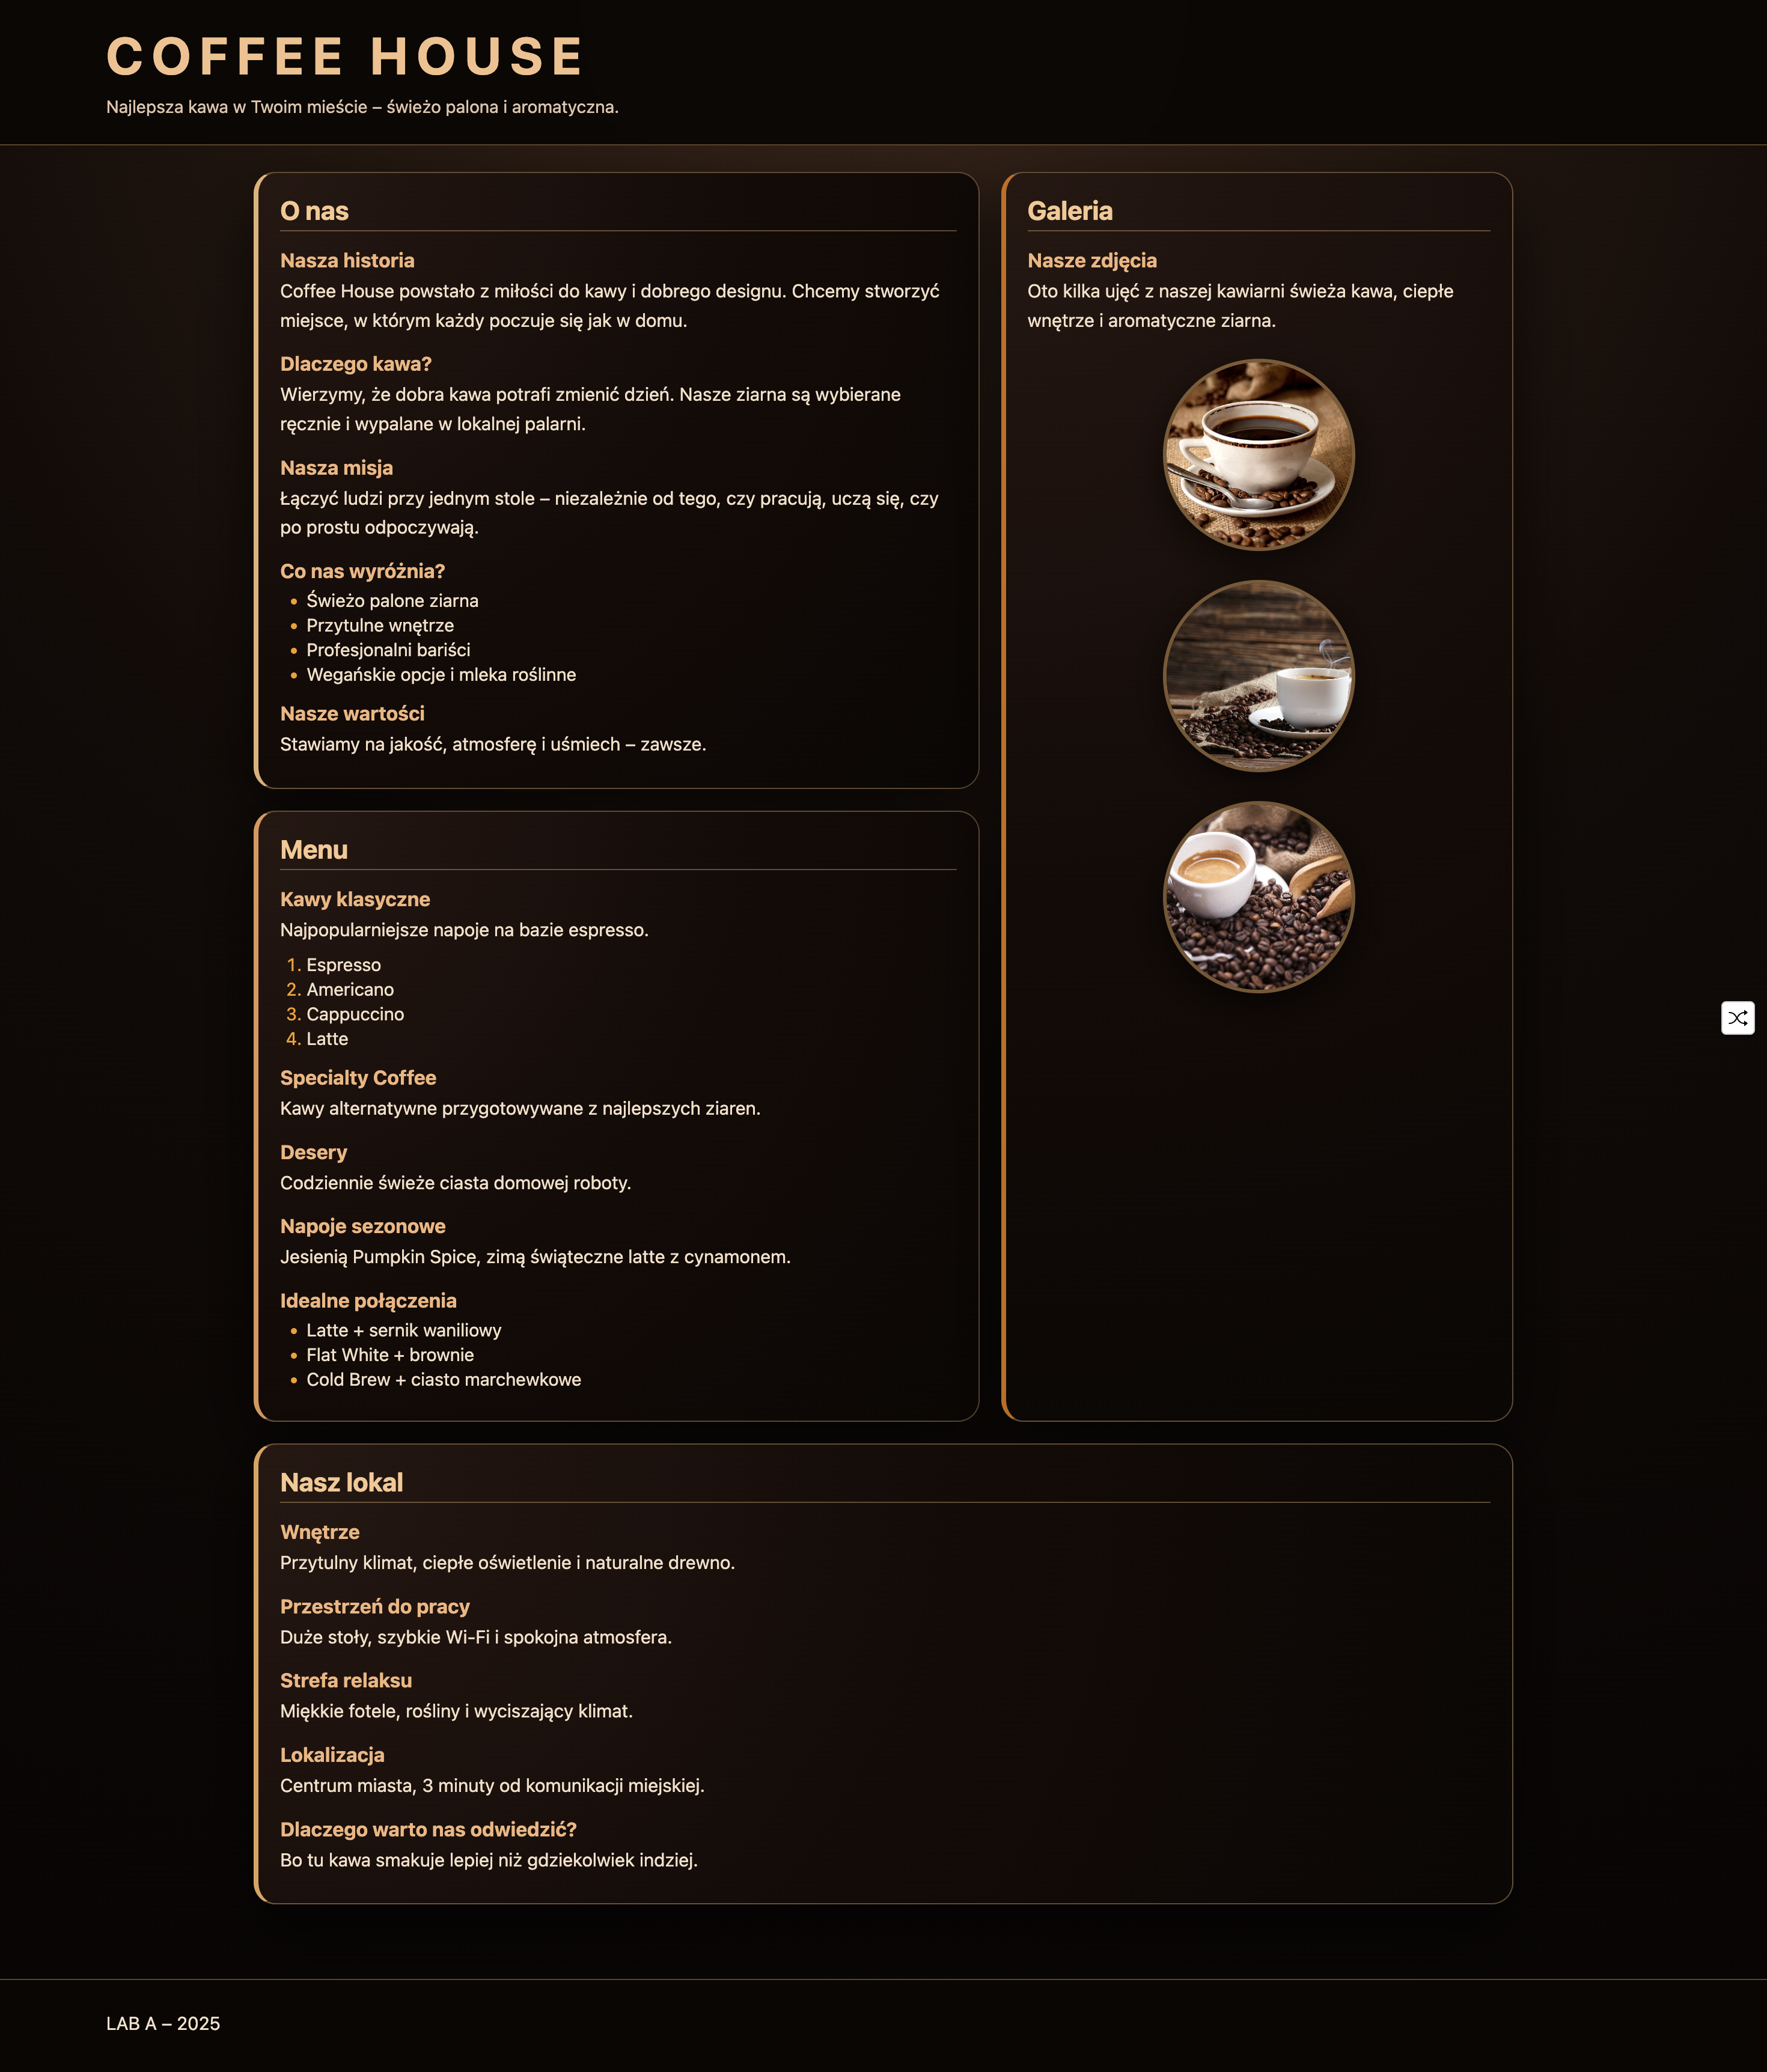 COFFEE HOUSE
Najlepsza kawa w Twoim mieście – świeżo palona i aromatyczna.
O nas
Nasza historia
Coffee House powstało z miłości do kawy i dobrego designu. Chcemy stworzyć
miejsce, w którym każdy poczuje się jak w domu.
Dlaczego kawa?
Wierzymy, że dobra kawa potrafi zmienić dzień. Nasze ziarna są wybierane
ręcznie i wypalane w lokalnej palarni.
Nasza misja
Łączyć ludzi przy jednym stole – niezależnie od tego, czy pracują, uczą się, czy
po prostu odpoczywają.
Co nas wyróżnia?
• Świeżo palone ziarna
• Przytulne wnętrze
• Profesjonalni bariści
• Wegańskie opcje i mleka roślinne
Nasze wartości
Stawiamy na jakość, atmosferę i uśmiech – zawsze.
Galeria
Nasze zdjęcia
Oto kilka ujęć z naszej kawiarni świeża kawa, ciepłe
wnętrze i aromatyczne ziarna.
Menu
Kawy klasyczne
Najpopularniejsze napoje na bazie espresso.
1. Espresso
2. Americano
3. Cappuccino
4. Latte
Specialty Coffee
Kawy alternatywne przygotowywane z najlepszych ziaren.
Desery
Codziennie świeże ciasta domowej roboty.
Napoje sezonowe
Jesienią Pumpkin Spice, zimą świąteczne latte z cynamonem.
Idealne połączenia
• Latte + sernik waniliowy
• Flat White + brownie
• Cold Brew + ciasto marchewkowe
Nasz lokal
Wnętrze
Przytulny klimat, ciepłe oświetlenie i naturalne drewno.
Przestrzeń do pracy
Duże stoły, szybkie Wi-Fi i spokojna atmosfera.
Strefa relaksu
Miękkie fotele, rośliny i wyciszający klimat.
Lokalizacja
Centrum miasta, 3 minuty od komunikacji miejskiej.
Dlaczego warto nas odwiedzić?
Bo tu kawa smakuje lepiej niż gdziekolwiek indziej.
LAB A – 2025